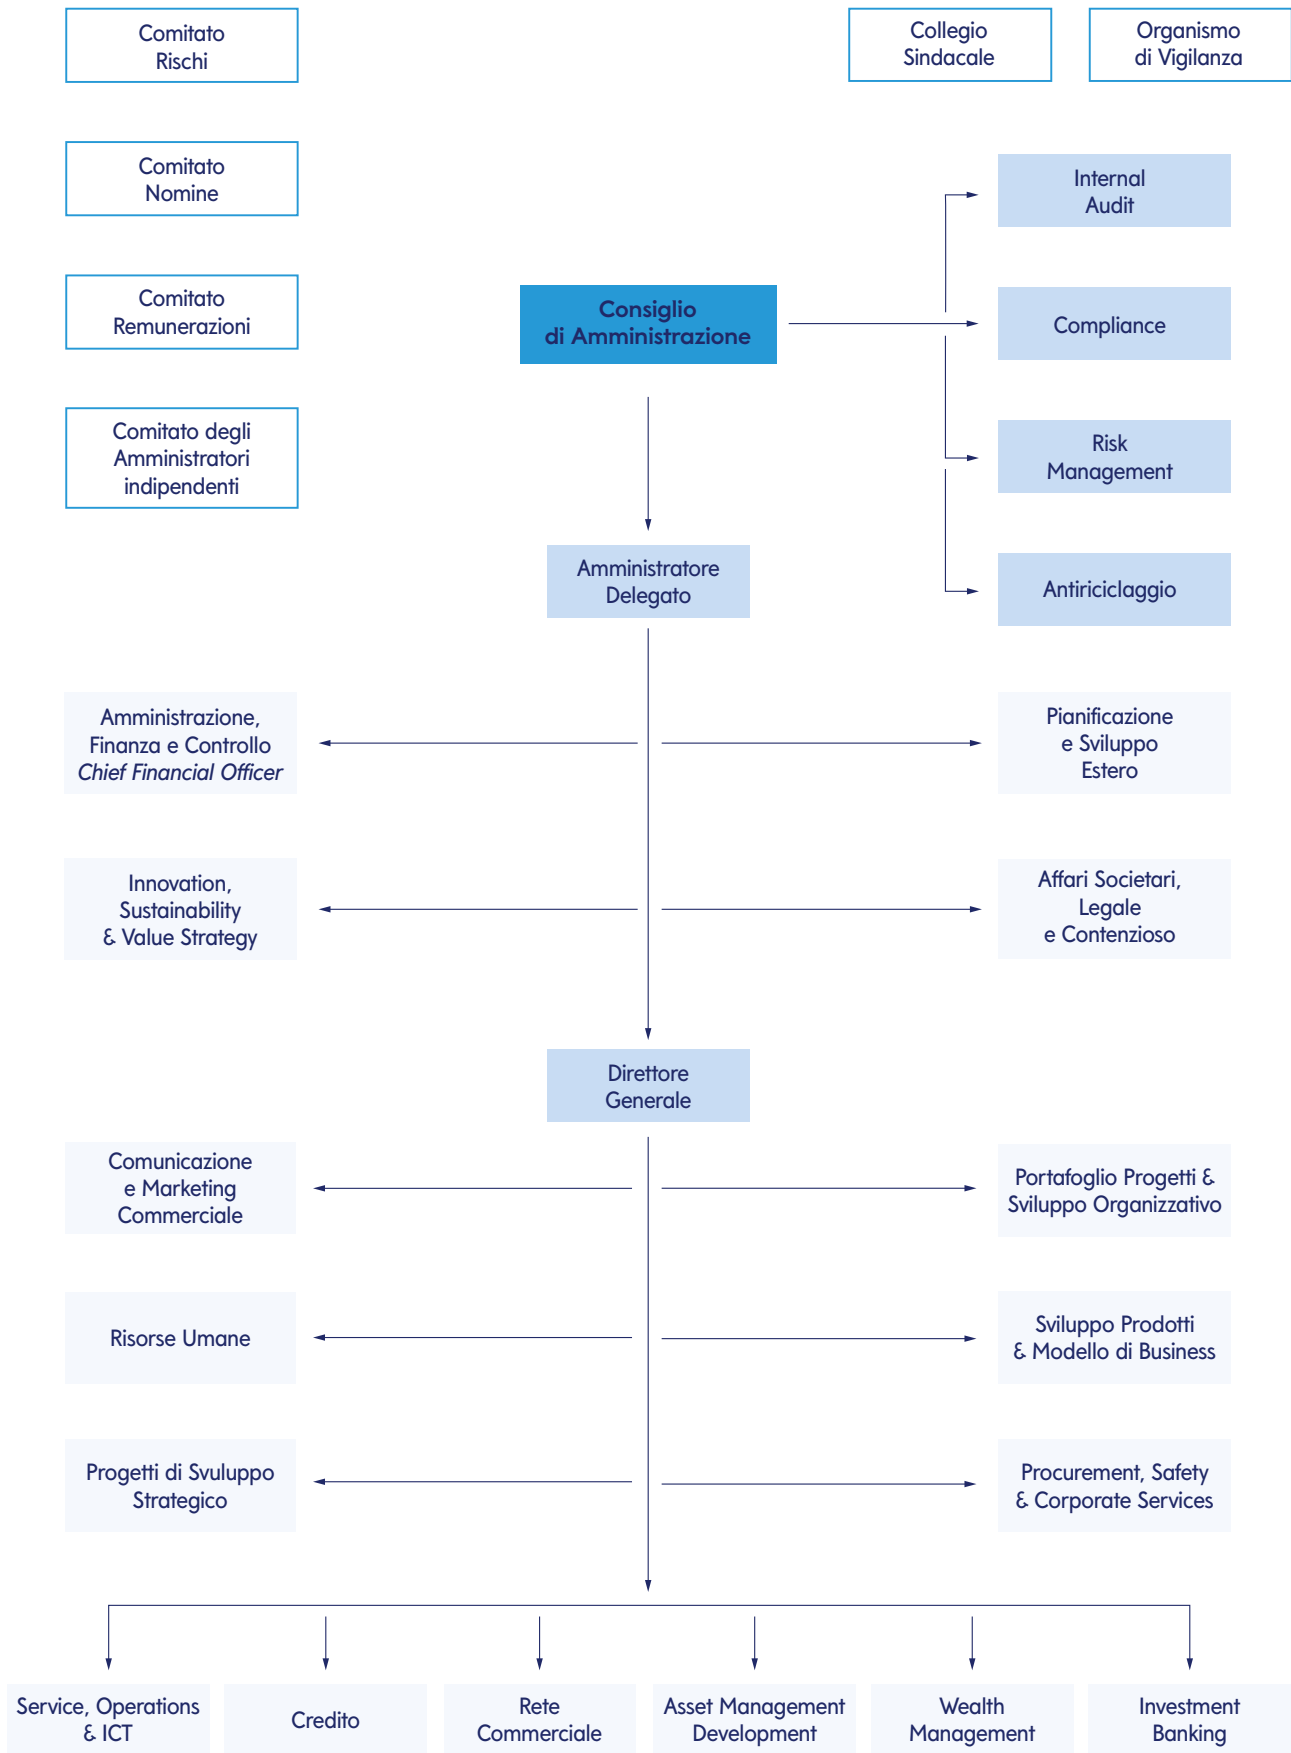 Comitato
Rischi
Collegio
Sindacale
Organismo
di Vigilanza
Comitato
Nomine
Internal
Audit
Comitato
Remunerazioni
Consiglio
di Amministrazione
Compliance
Comitato degli
Amministratori
indipendenti
Risk
Management
Amministratore
Delegato
Antiriciclaggio
Amministrazione,
Finanza e Controllo
Chief Financial Officer
Pianificazione
e Sviluppo
Estero
Innovation,
Sustainability
& Value Strategy
Affari Societari,
Legale
e Contenzioso
Direttore
Generale
Comunicazione
e Marketing
Commerciale
Portafoglio Progetti &
Sviluppo Organizzativo
Risorse Umane
Sviluppo Prodotti
& Modello di Business
Progetti di Svuluppo
Strategico
Procurement, Safety
& Corporate Services
Service, Operations
& ICT
Credito
Rete
Commerciale
Asset Management
Development
Wealth
Management
Investment
Banking